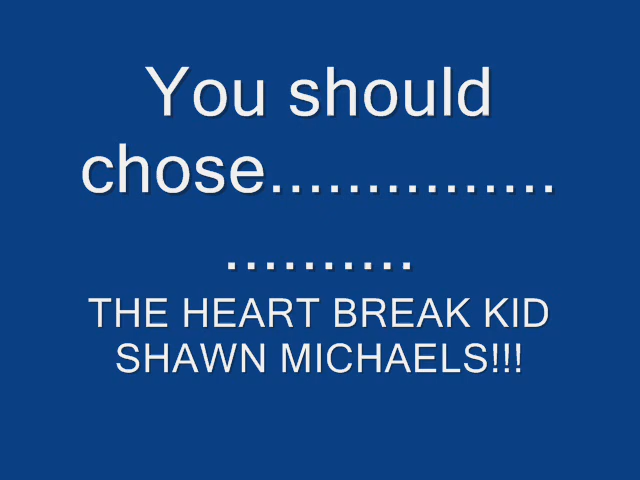 You should
chose...............
..........
THE HEART BREAK KID
SHAWN MICHAELS!!!